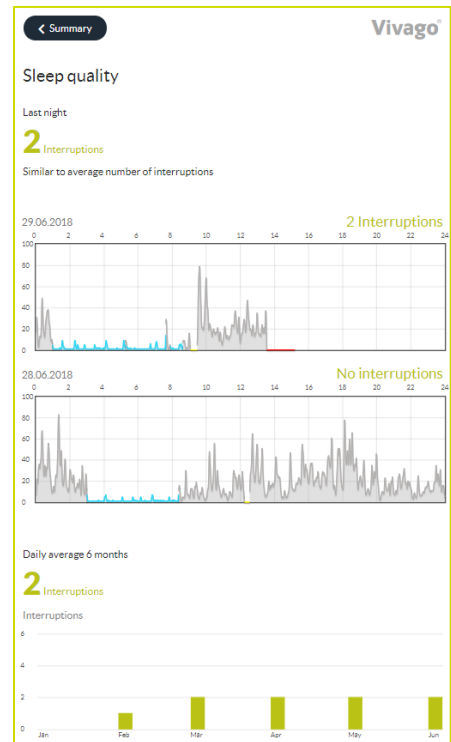 Summary
Vivago®
Sleep quality
Last night
2 Interruptions
Similar to average number of interruptions
29.06.2018 2 Interruptions
0 2 4 6 8 10 12 14 16 18 20 22 24
100
80
60
40
20
0
28.06.2018 No interruptions
0 2 4 6 8 10 12 14 16 18 20 22 24
100
80
60
40
20
0
Daily average 6 months
2 Interruptions
Interruptions
6
4
2
0
Jan Feb Mar Apr May Jun